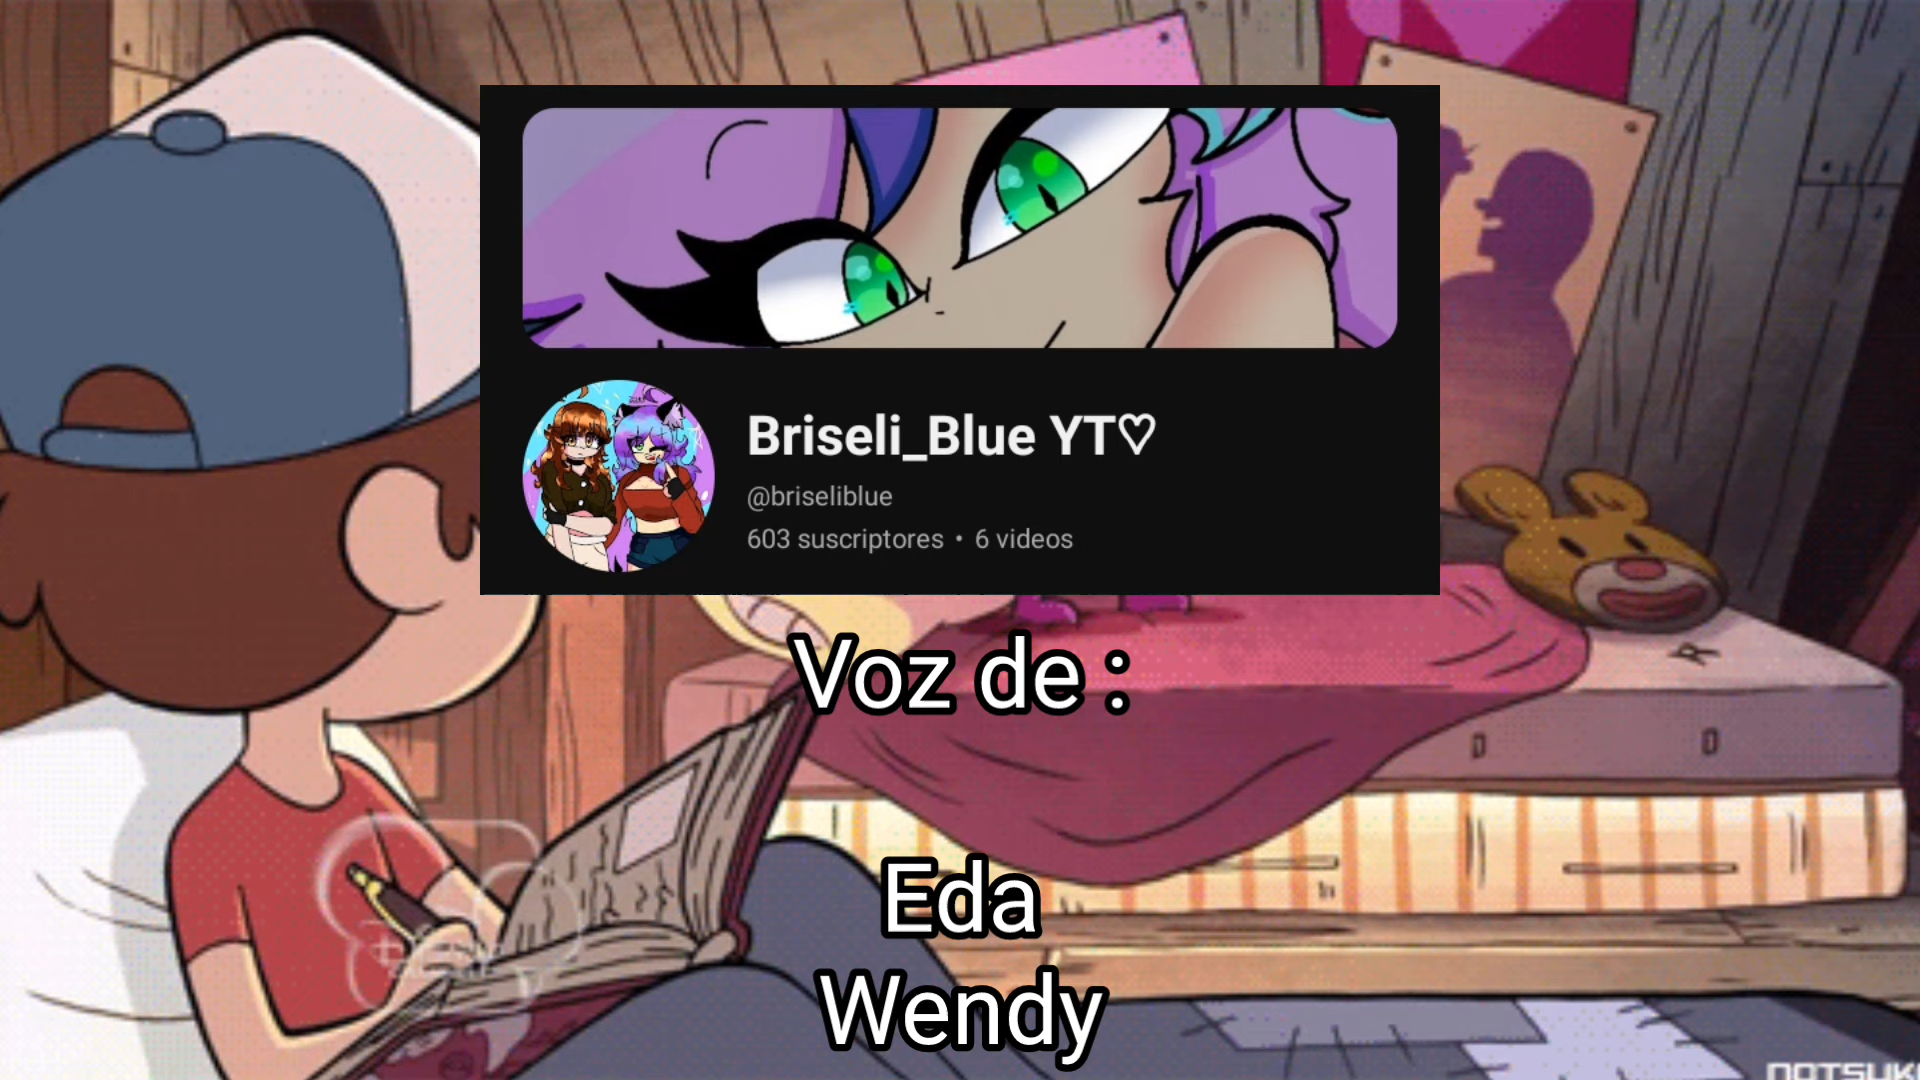 Briseli_Blue YT♡
@briseliblue
603 suscriptores • 6 videos
Voz de :
Eda
Wendy